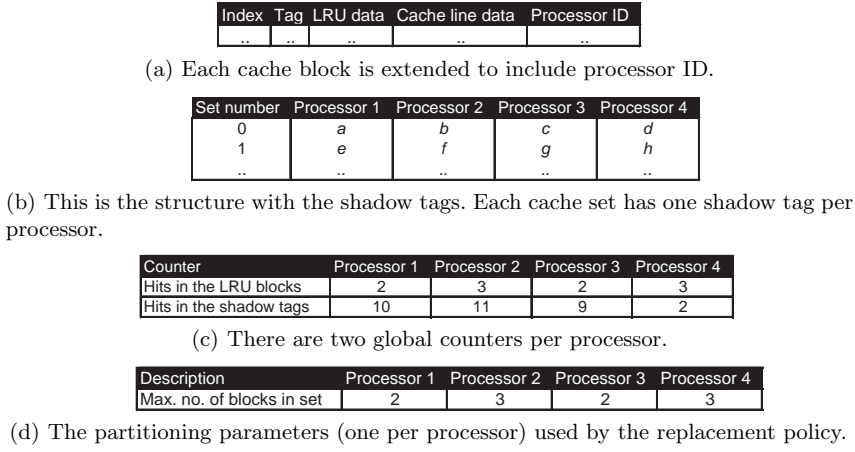 Index Tag LRU data Cache line data Processor ID
.. .. .. .. ..
(a) Each cache block is extended to include processor ID.
Set number Processor 1 Processor 2 Processor 3 Processor 4
0 a b c d
1 e f g h
.. .. .. .. ..
(b) This is the structure with the shadow tags. Each cache set has one shadow tag per
processor.
Counter Processor 1 Processor 2 Processor 3 Processor 4
Hits in the LRU blocks 2 3 2 3
Hits in the shadow tags 10 11 9 2
(c) There are two global counters per processor.
Description Processor 1 Processor 2 Processor 3 Processor 4
Max. no. of blocks in set 2 3 2 3
(d) The partitioning parameters (one per processor) used by the replacement policy.